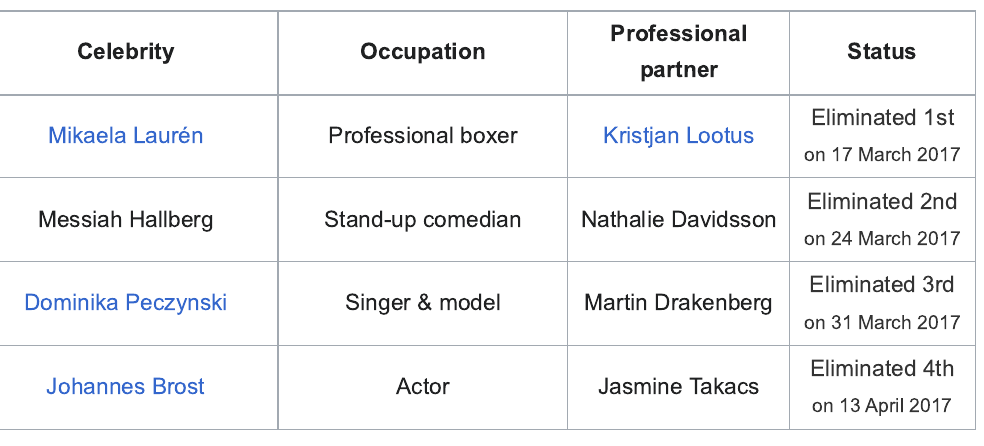 Celebrity Occupation Professional partner Status
Mikaela Laurén Professional boxer Kristjan Lootus Eliminated 1st on 17 March 2017
Messiah Hallberg Stand-up comedian Nathalie Davidsson Eliminated 2nd on 24 March 2017
Dominika Peczynski Singer & model Martin Drakenberg Eliminated 3rd on 31 March 2017
Johannes Brost Actor Jasmine Takacs Eliminated 4th on 13 April 2017